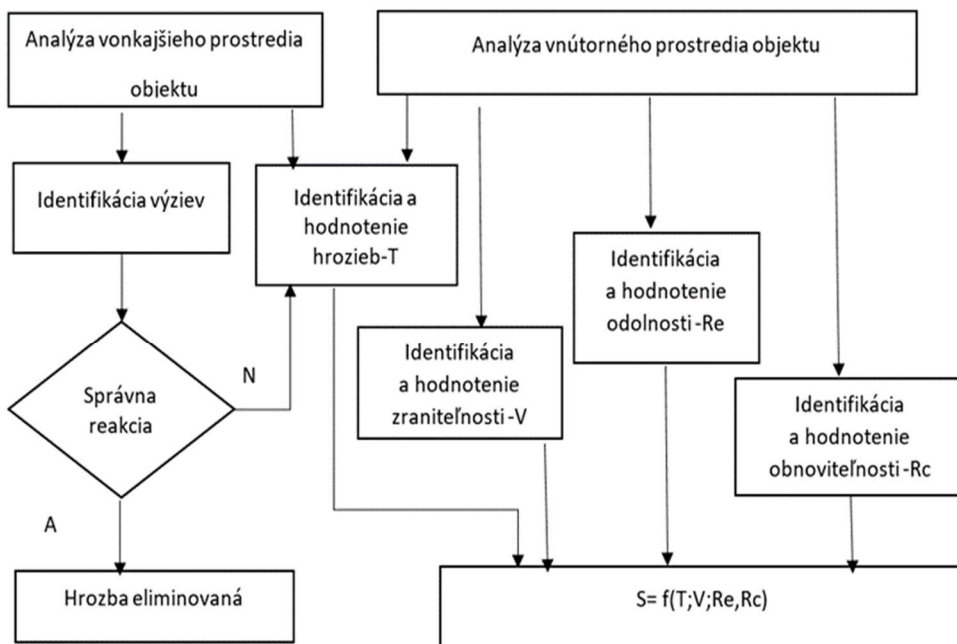 Analýza vonkajšieho prostredia
objektu
Analýza vnútorného prostredia objektu
Identifikácia výziev
Identifikácia a
hodnotenie
hrozieb-T
Identifikácia
a hodnotenie
odolnosti -Re
Identifikácia
a hodnotenie
zraniteľnosti -V
Identifikácia
a hodnotenie
obnoviteľnosti -Rc
Správna
reakcia
N
A
Hrozba eliminovaná
S= f(T;V;Re,Rc)